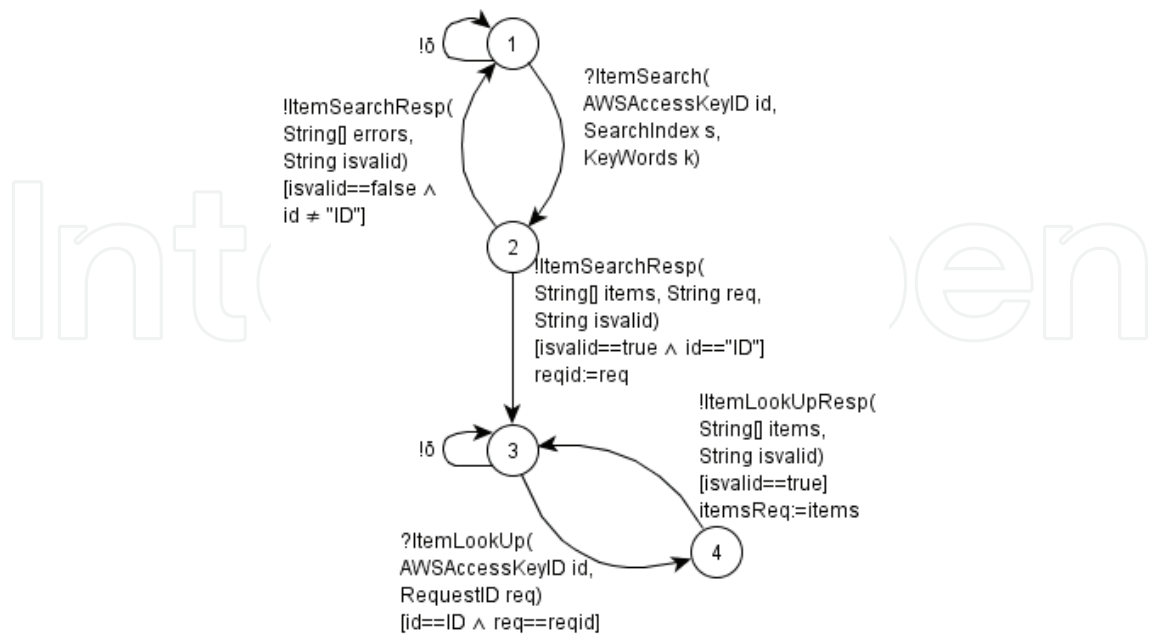 !δ
1
?ItemSearch(
AWSAccessKeyID id,
SearchIndex s,
KeyWords k)
!ItemSearchResp(
String[] errors,
String isvalid)
[isvalid==false ∧
id ≠ "ID"]
2
!ItemSearchResp(
String[] items, String req,
String isvalid)
[isvalid==true ∧ id=="ID"]
reqid:=req
!ItemLookUpResp(
String[] items,
String isvalid)
[isvalid==true]
itemsReq:=items
!δ
3
4
?ItemLookUp(
AWSAccessKeyID id,
RequestID req)
[id==ID ∧ req==reqid]